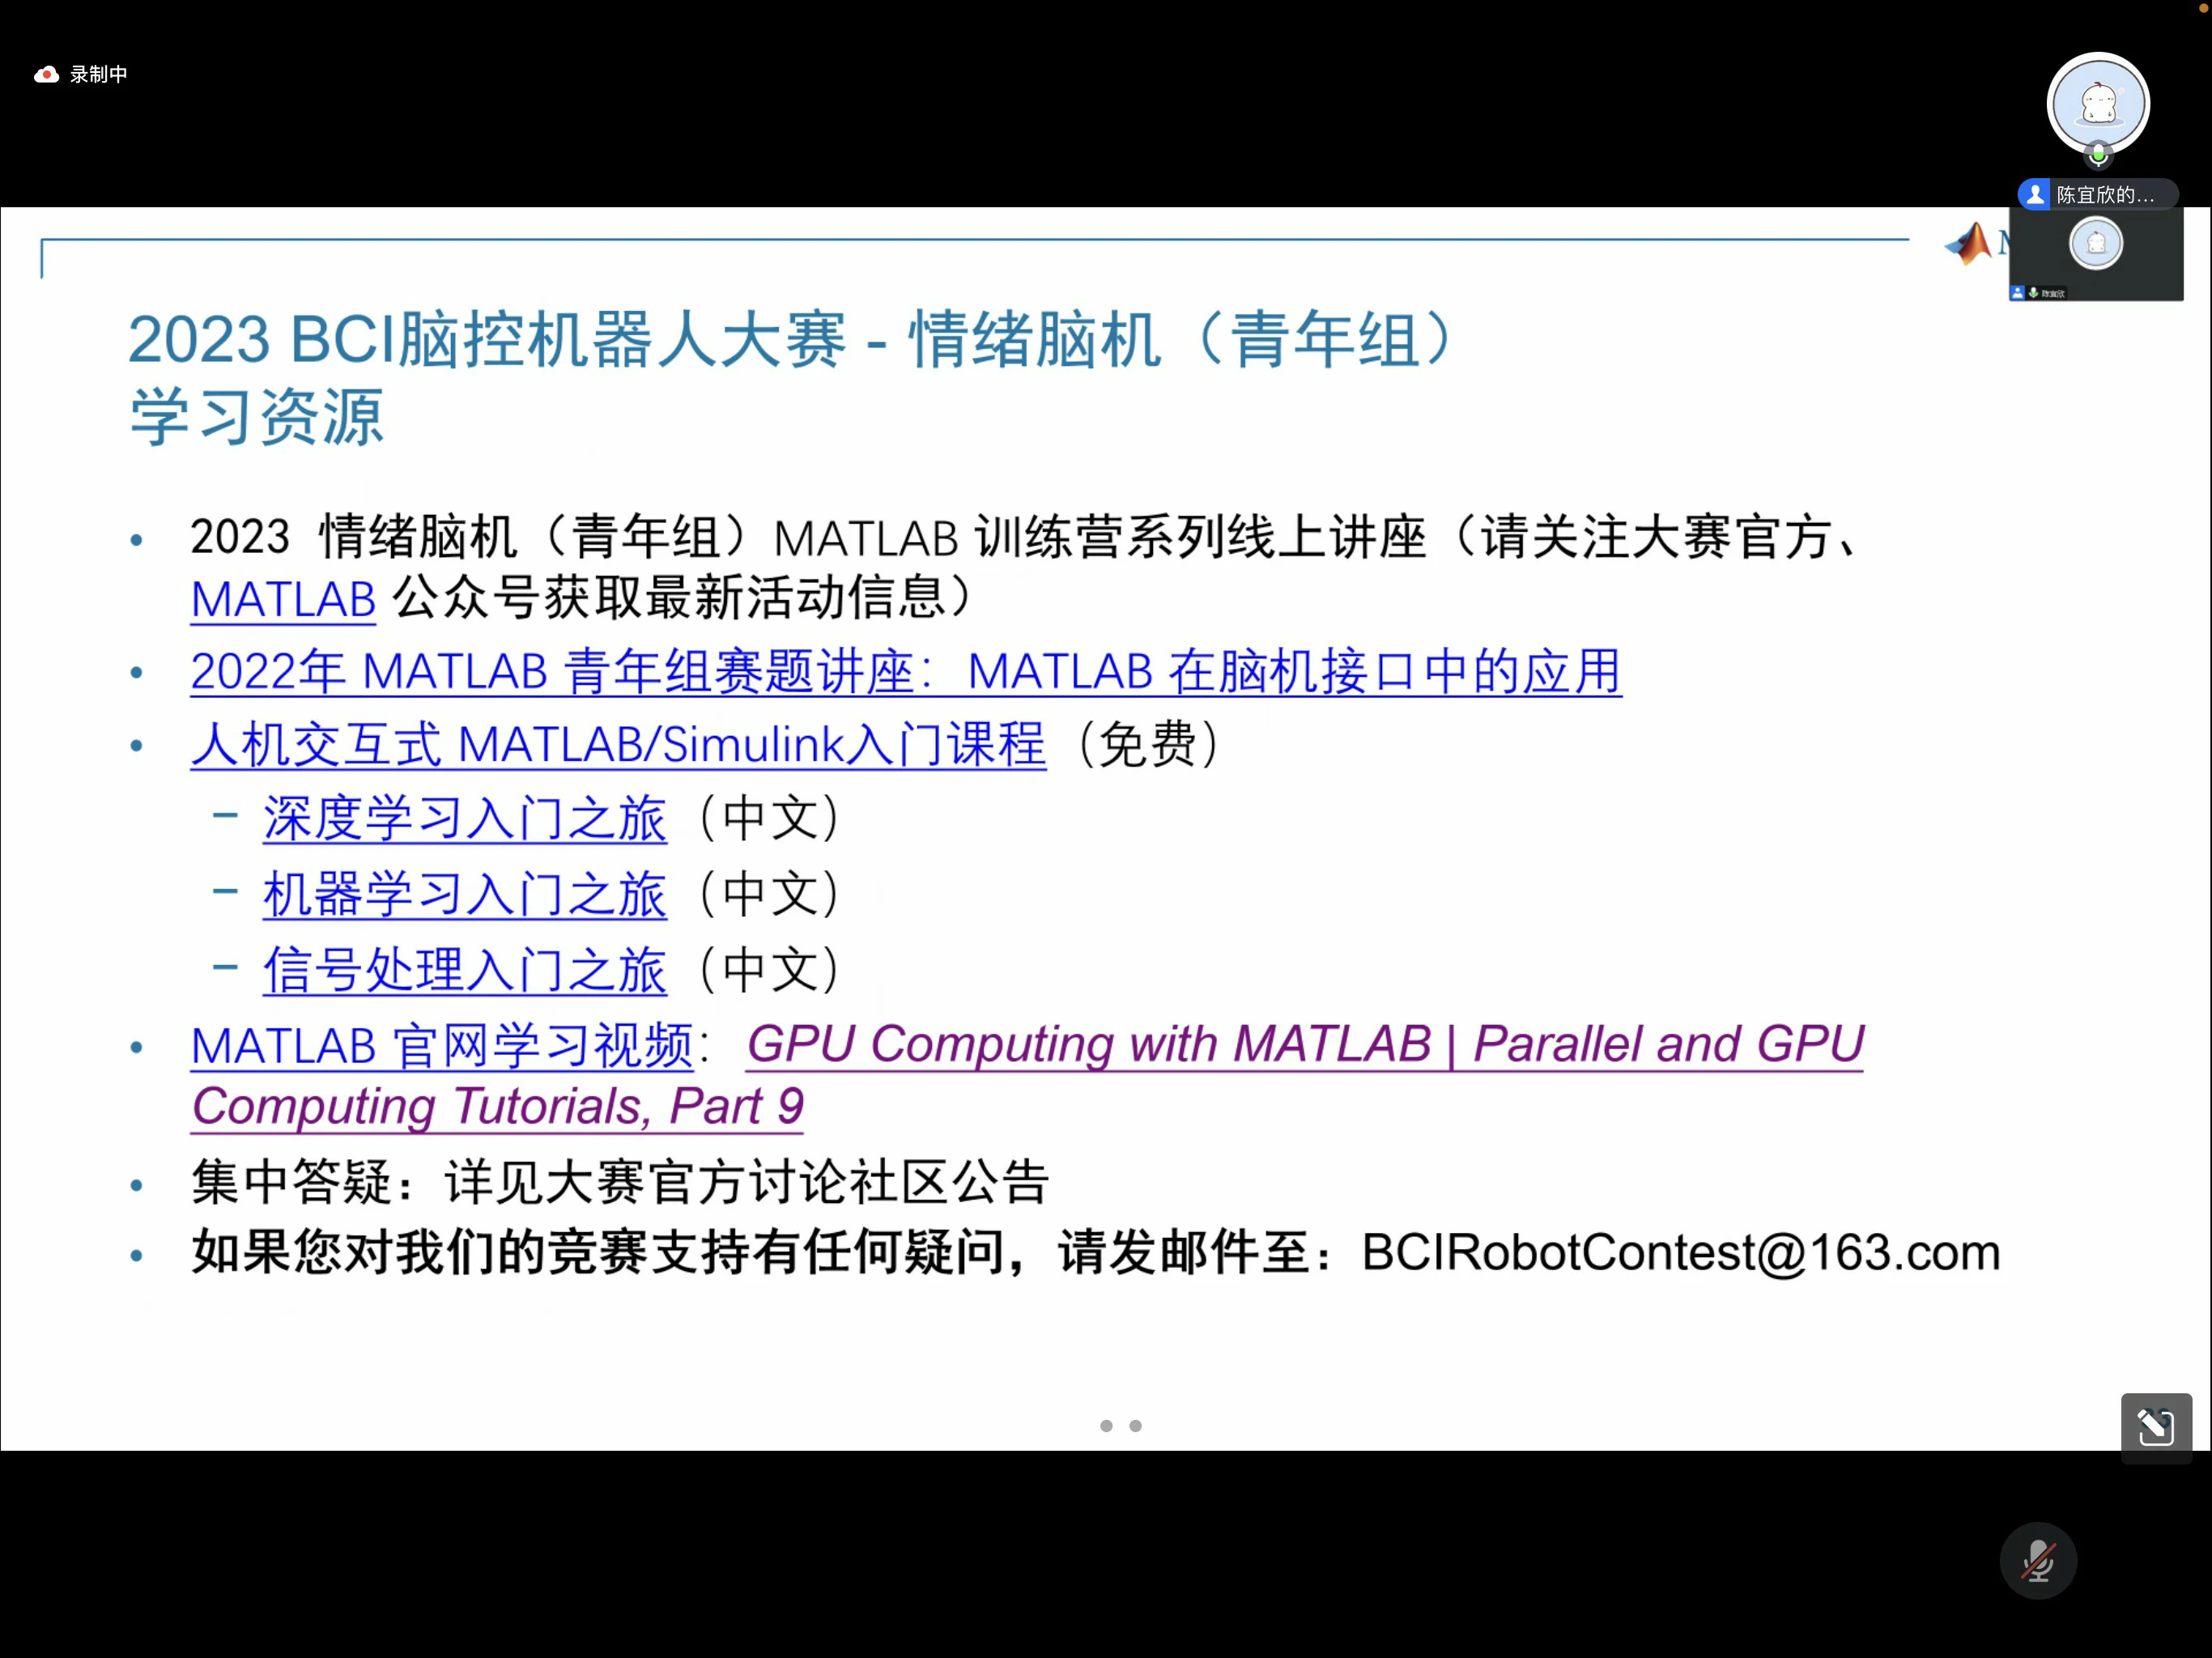 录制中
陈宜欣的...
陈宜欣
2023 BCI脑控机器人大赛 - 情绪脑机（青年组）
学习资源
• 2023 情绪脑机（青年组）MATLAB 训练营系列线上讲座（请关注大赛官方、
MATLAB 公众号获取最新活动信息）
• 2022年 MATLAB 青年组赛题讲座：MATLAB 在脑机接口中的应用
• 人机交互式 MATLAB/Simulink入门课程（免费）
– 深度学习入门之旅（中文）
– 机器学习入门之旅（中文）
– 信号处理入门之旅（中文）
• MATLAB 官网学习视频： GPU Computing with MATLAB | Parallel and GPU
Computing Tutorials, Part 9
• 集中答疑：详见大赛官方讨论社区公告
• 如果您对我们的竞赛支持有任何疑问，请发邮件至：BCIRobotContest@163.com